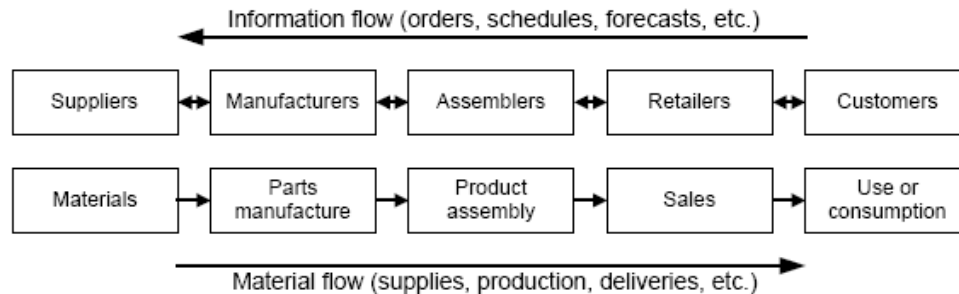 Information flow (orders, schedules, forecasts, etc.)
Suppliers
Manufacturers
Assemblers
Retailers
Customers
Materials
Parts
manufacture
Product
assembly
Sales
Use or
consumption
Material flow (supplies, production, deliveries, etc.)